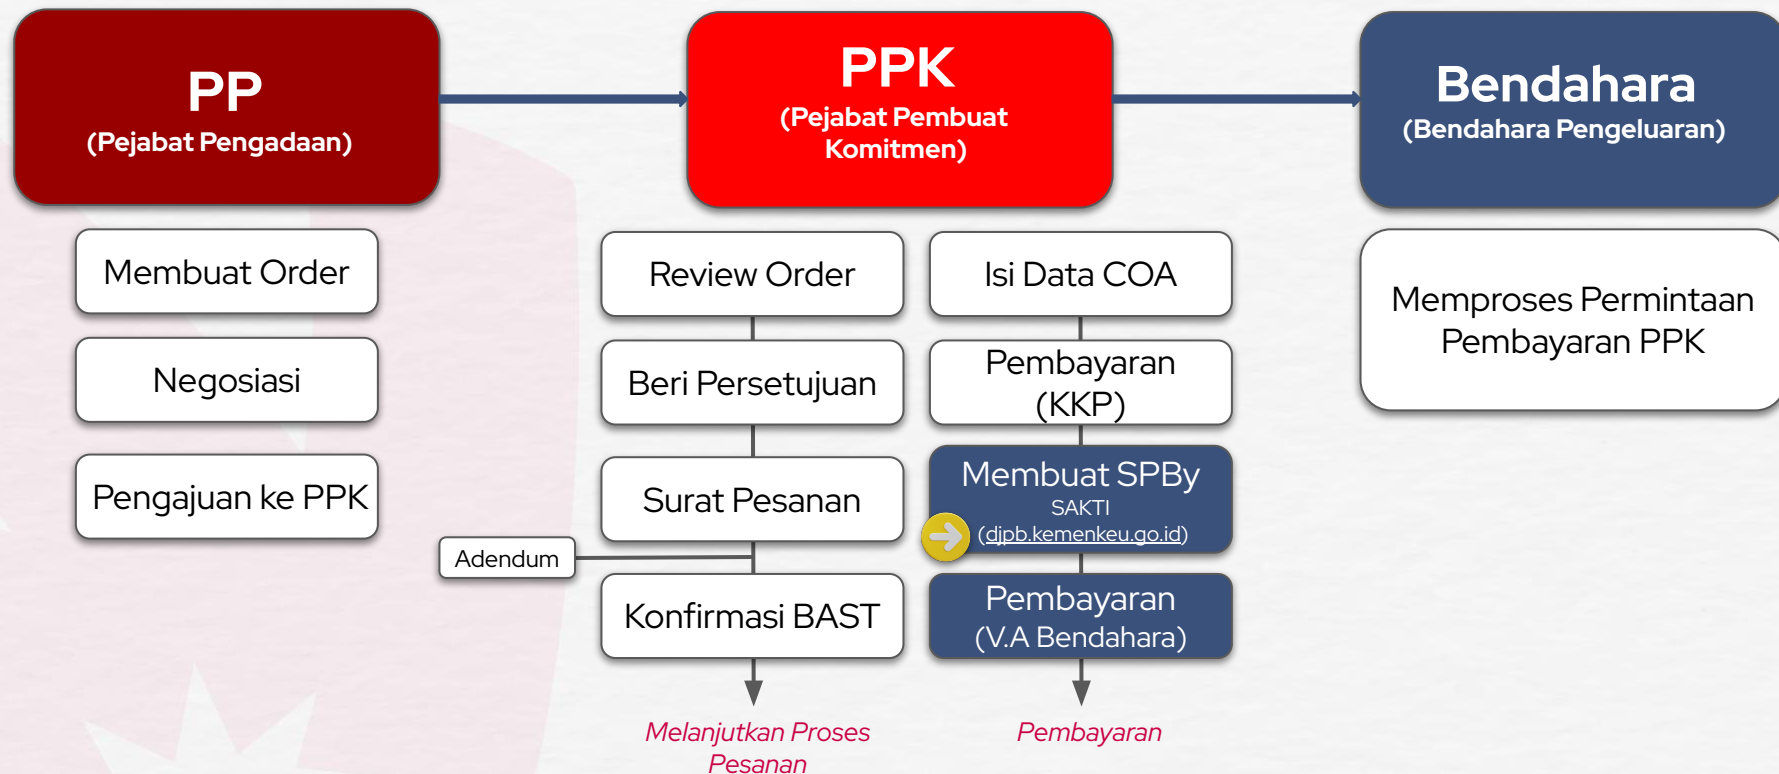 PP
(Pejabat Pengadaan)
PPK
(Pejabat Pembuat
Komitmen)
Bendahara
(Bendahara Pengeluaran)
Membuat Order
Negosiasi
Pengajuan ke PPK
Review Order
Beri Persetujuan
Surat Pesanan
Adendum
Konfirmasi BAST
Melanjutkan Proses
Pesanan
Isi Data COA
Pembayaran
(KKP)
Membuat SPBy
SAKTI
(djpb.kemenkeu.go.id)
Pembayaran
(V.A Bendahara)
Pembayaran
Memproses Permintaan
Pembayaran PPK